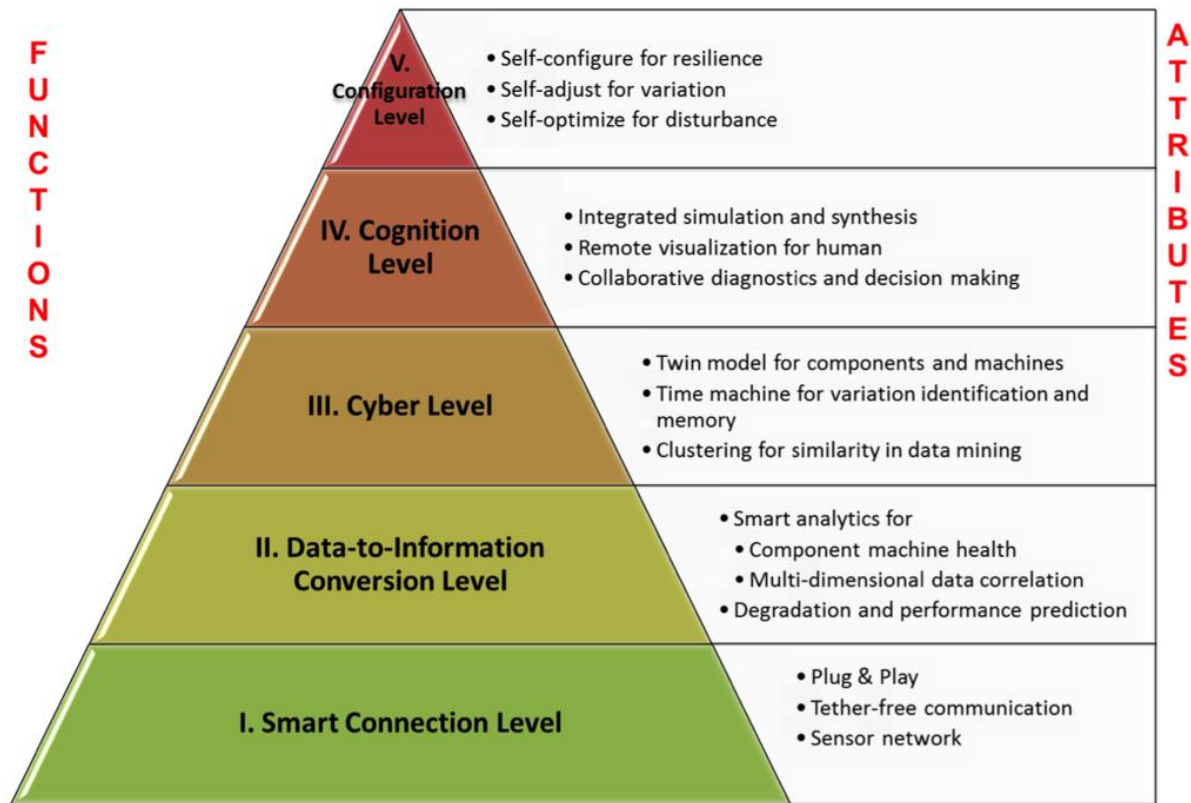 FUNCTIONS
ATTRIBUTES
V.
Configuration
Level
• Self-configure for resilience
• Self-adjust for variation
• Self-optimize for disturbance
IV. Cognition
Level
• Integrated simulation and synthesis
• Remote visualization for human
• Collaborative diagnostics and decision making
III. Cyber Level
• Twin model for components and machines
• Time machine for variation identification and
memory
• Clustering for similarity in data mining
II. Data-to-Information
Conversion Level
• Smart analytics for
• Component machine health
• Multi-dimensional data correlation
• Degradation and performance prediction
I. Smart Connection Level
• Plug & Play
• Tether-free communication
• Sensor network